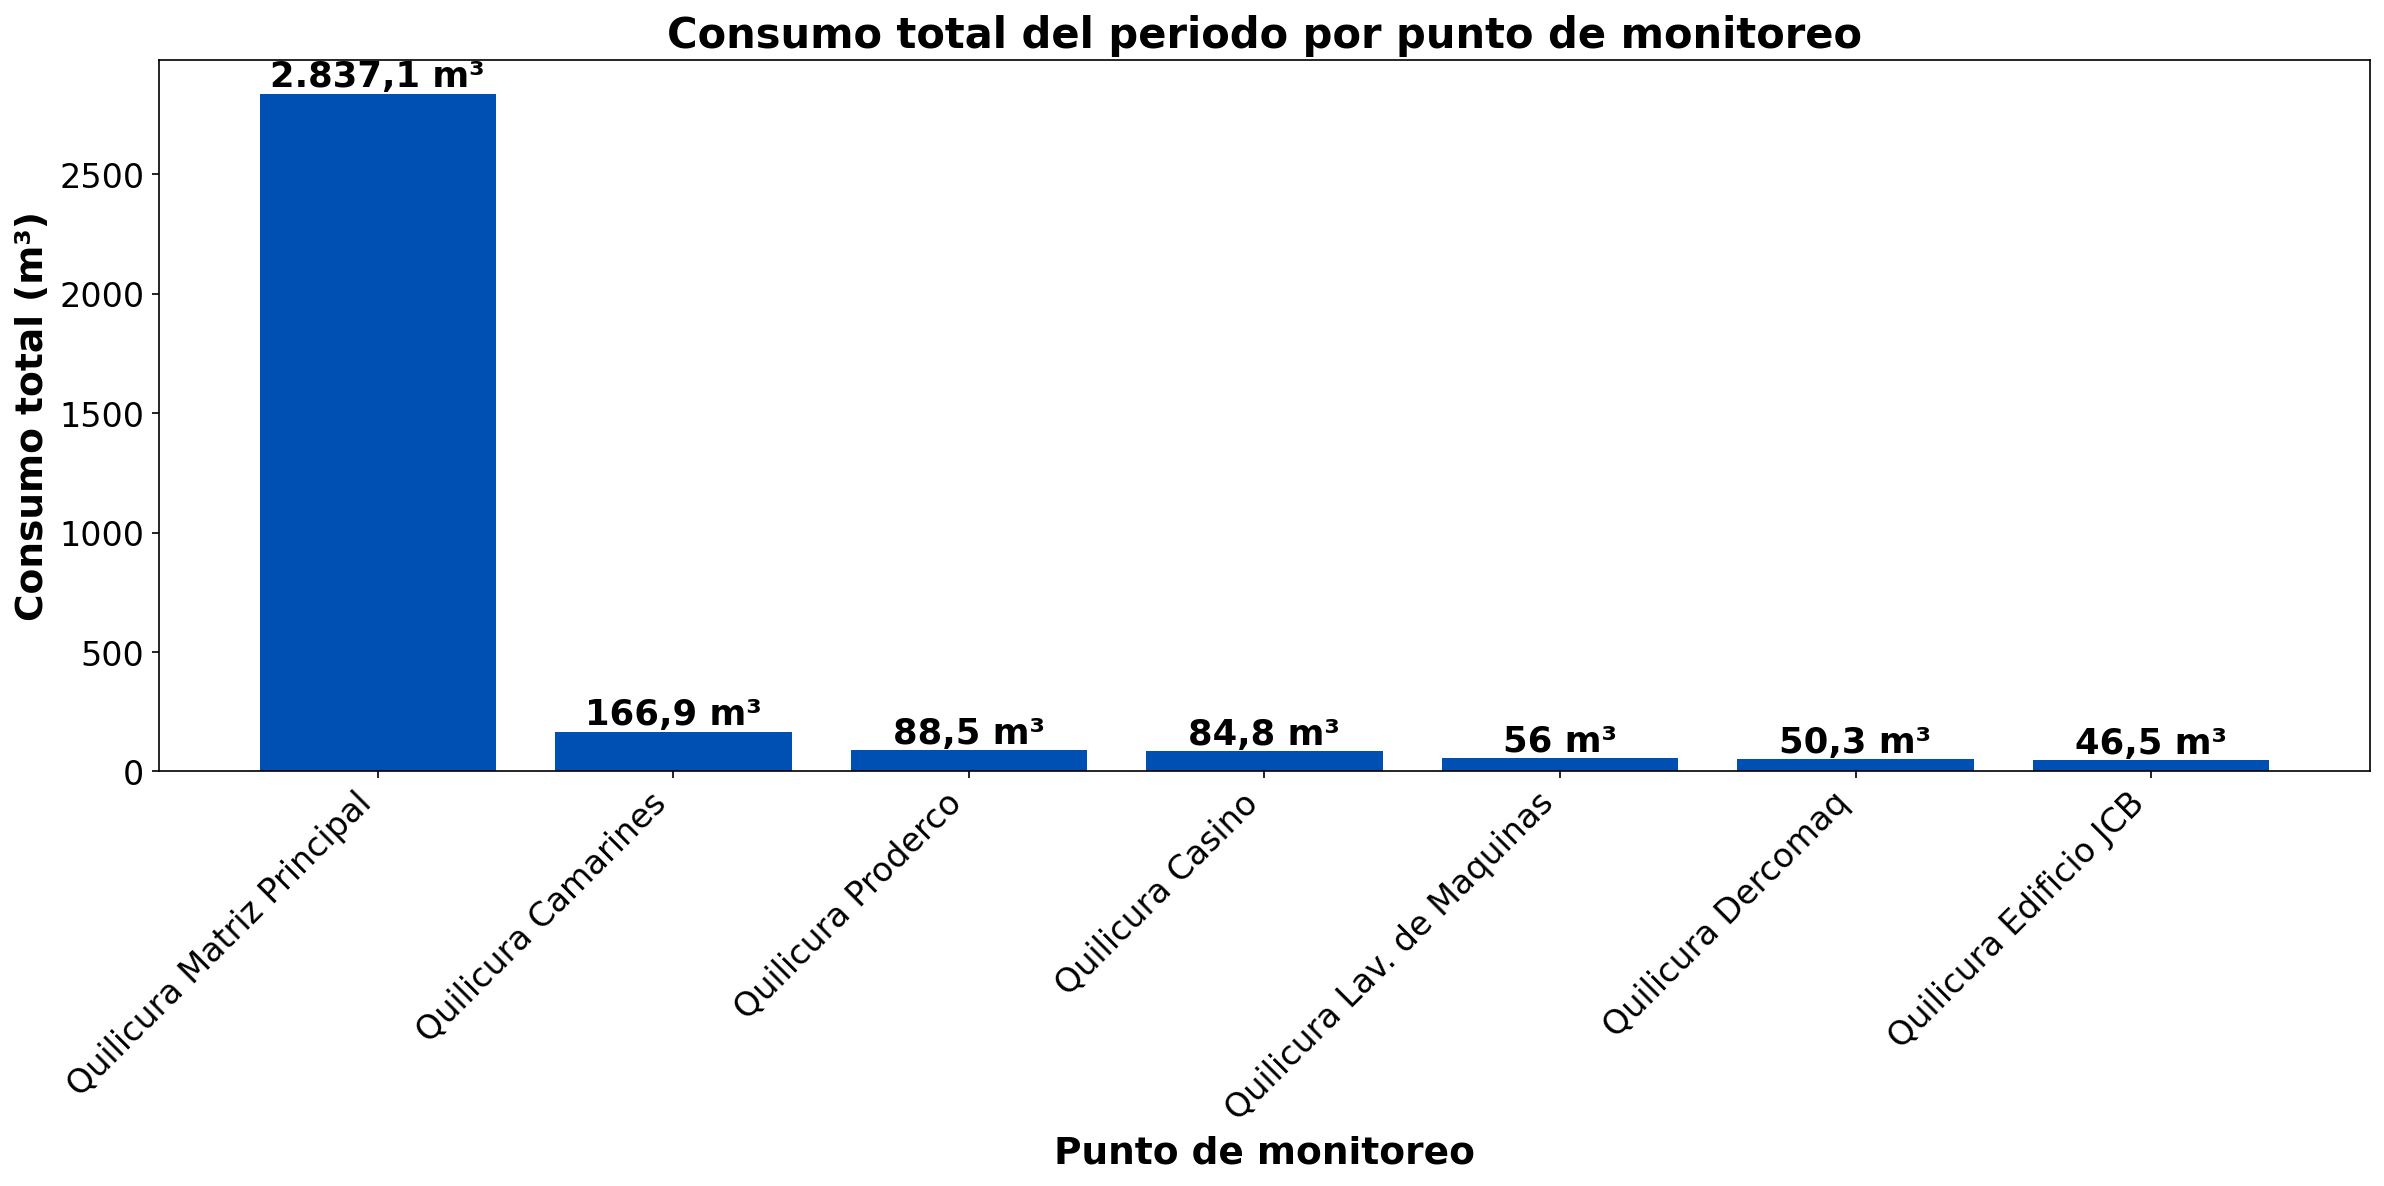 Consumo total del periodo por punto de monitoreo
Consumo total (m³)
2500
2000
1500
1000
500
0
2.837,1 m³
166,9 m³
88,5 m³
84,8 m³
56 m³
50,3 m³
46,5 m³
Quilicura Matriz Principal
Quilicura Camarines
Quilicura Proderco
Quilicura Casino
Quilicura Lav. de Maquinas
Quilicura Dercomaq
Quilicura Edificio JCB
Punto de monitoreo